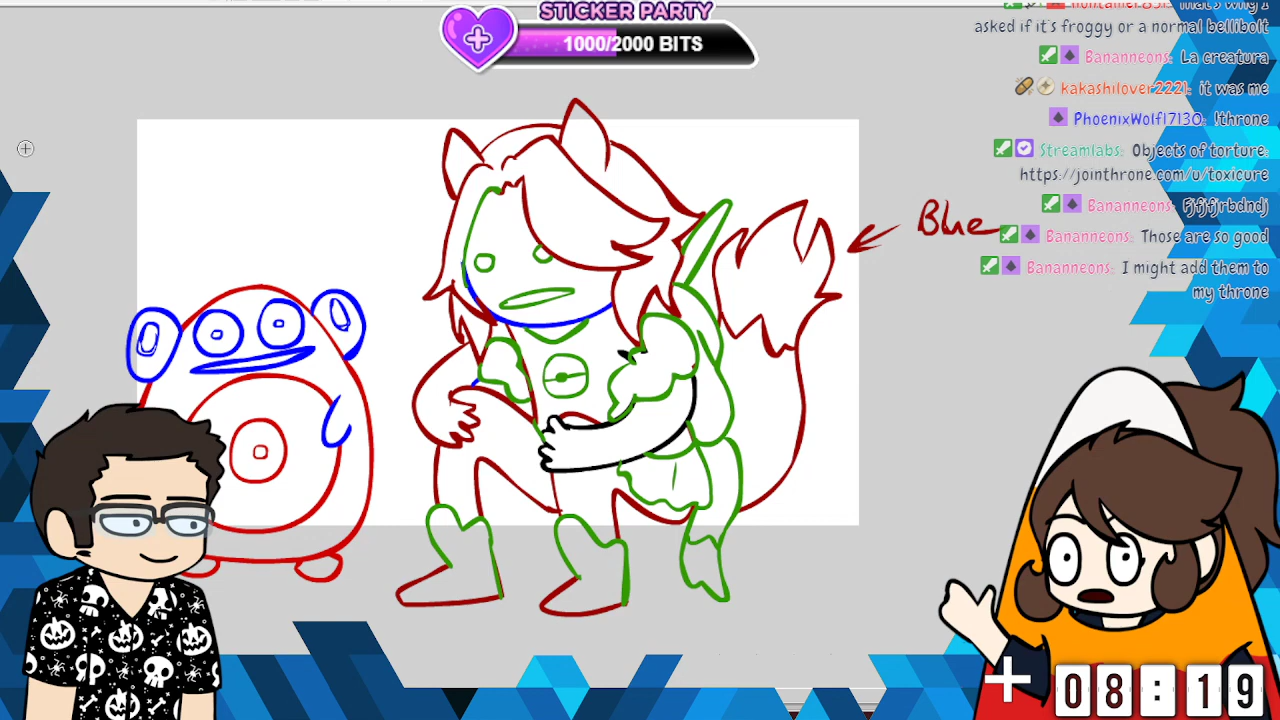 STICKER PARTY
1000/2000 BITS
that's why I
asked if it's froggy or a normal bellibolt
Bananneons: La creatura
kakashilover2221: it was me
PhoenixWolf17130: !throne
Streamlabs: Objects of torture:
https://jointhrone.com/u/toxicure
Bananneons: Fjfjfjrbdndj
Bananneons: Those are so good
Bananneons: I might add them to
my throne
Blue
+ 08:19